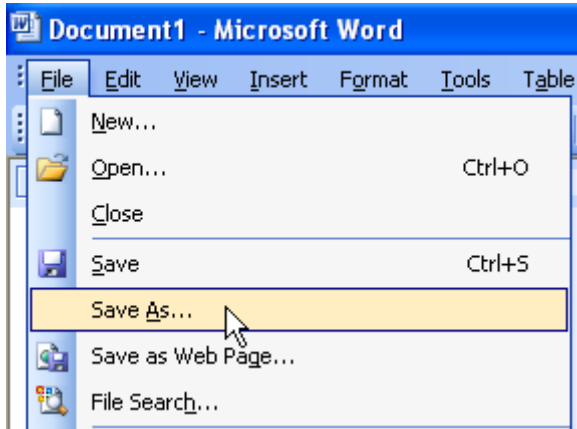 Document1 - Microsoft Word
File Edit View Insert Format Tools Table
New...
Open... Ctrl+O
Close
Save Ctrl+S
Save As...
Save as Web Page...
File Search...